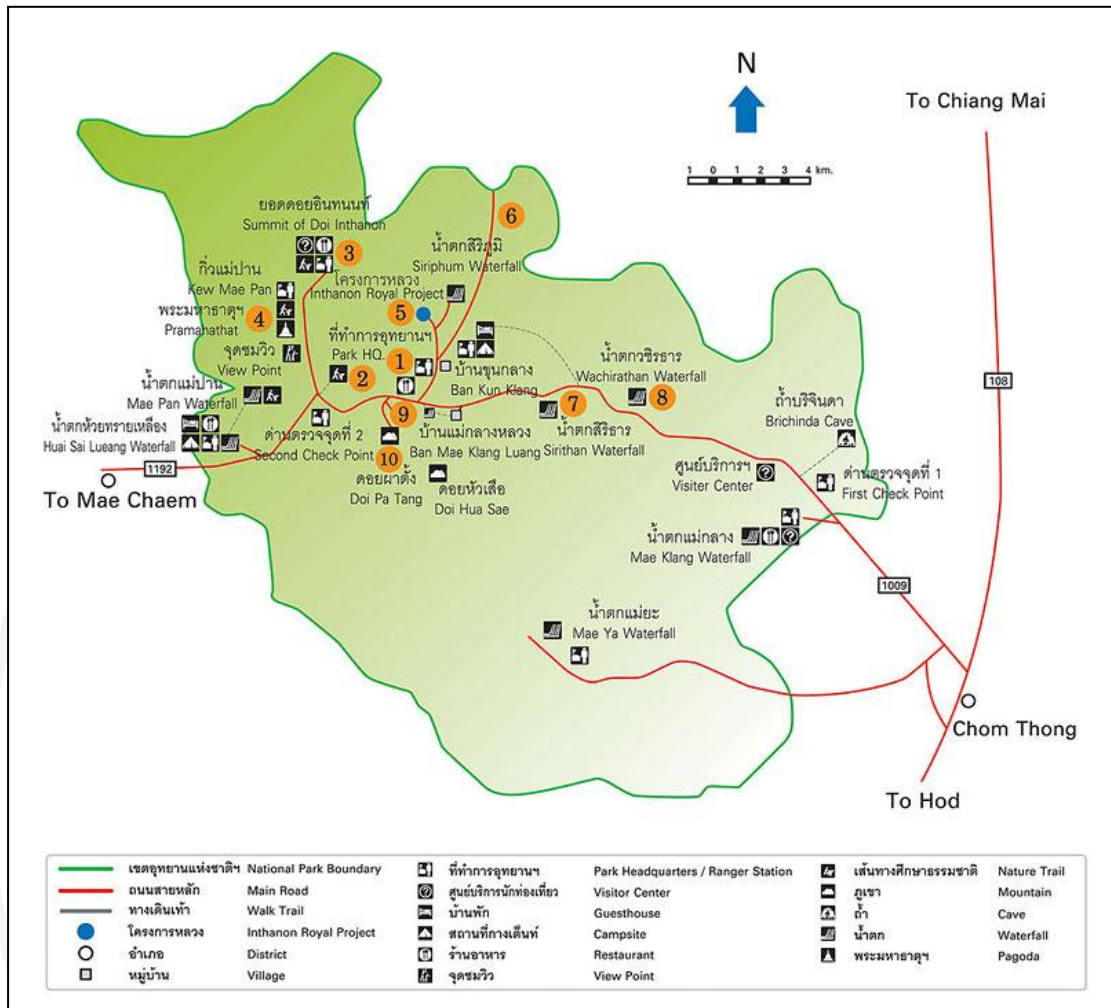 N
To Chiang Mai
1 0 1 2 3 4 km.
ยอดดอยอินทนนท์
Summit of Doi Inthanon
3
6
น้ำตกสิริภูมิ
Siriphum Waterfall
กิ่วแม่ปาน
Kew Mae Pan
โครงการหลวง
Inthanon Royal Project
พระมหาธาตุฯ
Pramahathat
4
5
ที่ทำการอุทยานฯ
Park HQ.
1
จุดชมวิว
View Point
2
บ้านขุนกลาง
Ban Kun Klang
น้ำตกวชิรธาร
Wachirathan Waterfall
8
108
น้ำตกแม่ปาน
Mae Pan Waterfall
7
9
ถ้ำบริจินดา
Brichinda Cave
น้ำตกห้วยทรายเหลือง
Huai Sai Lueang Waterfall
ด่านตรวจจุดที่ 2
Second Check Point
บ้านแม่กลางหลวง
Ban Mae Klang Luang
น้ำตกสิริธาร
Sirithan Waterfall
10
1192
To Mae Chaem
ดอยผาตั้ง
Doi Pa Tang
ดอยหัวเสือ
Doi Hua Sae
ศูนย์บริการฯ
Visiter Center
ด่านตรวจจุดที่ 1
First Check Point
น้ำตกแม่กลาง
Mae Klang Waterfall
1009
น้ำตกแม่ยะ
Mae Ya Waterfall
Chom Thong
To Hod
เขตอุทยานแห่งชาติฯ National Park Boundary
ถนนสายหลัก Main Road
ทางเดินเท้า Walk Trail
โครงการหลวง Inthanon Royal Project
อำเภอ District
หมู่บ้าน Village
ที่ทำการอุทยานฯ Park Headquarters / Ranger Station
ศูนย์บริการนักท่องเที่ยว Visitor Center
บ้านพัก Guesthouse
สถานที่กางเต็นท์ Campsite
ร้านอาหาร Restaurant
จุดชมวิว View Point
เส้นทางศึกษาธรรมชาติ Nature Trail
ภูเขา Mountain
ถ้ำ Cave
น้ำตก Waterfall
พระมหาธาตุฯ Pagoda